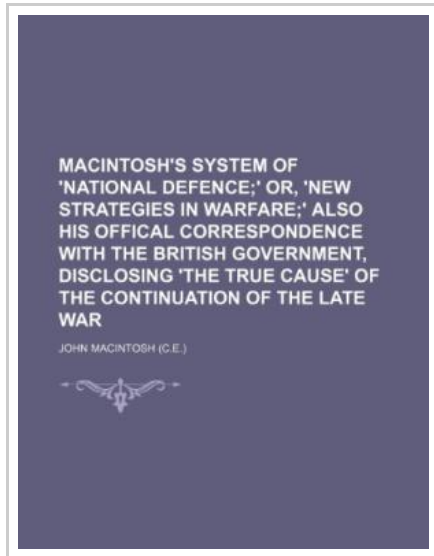 MACINTOSH'S SYSTEM OF
'NATIONAL DEFENCE;' OR, 'NEW
STRATEGIES IN WARFARE;' ALSO
HIS OFFICAL CORRESPONDENCE
WITH THE BRITISH GOVERNMENT,
DISCLOSING 'THE TRUE CAUSE' OF
THE CONTINUATION OF THE LATE
WAR
JOHN MACINTOSH (C.E.)